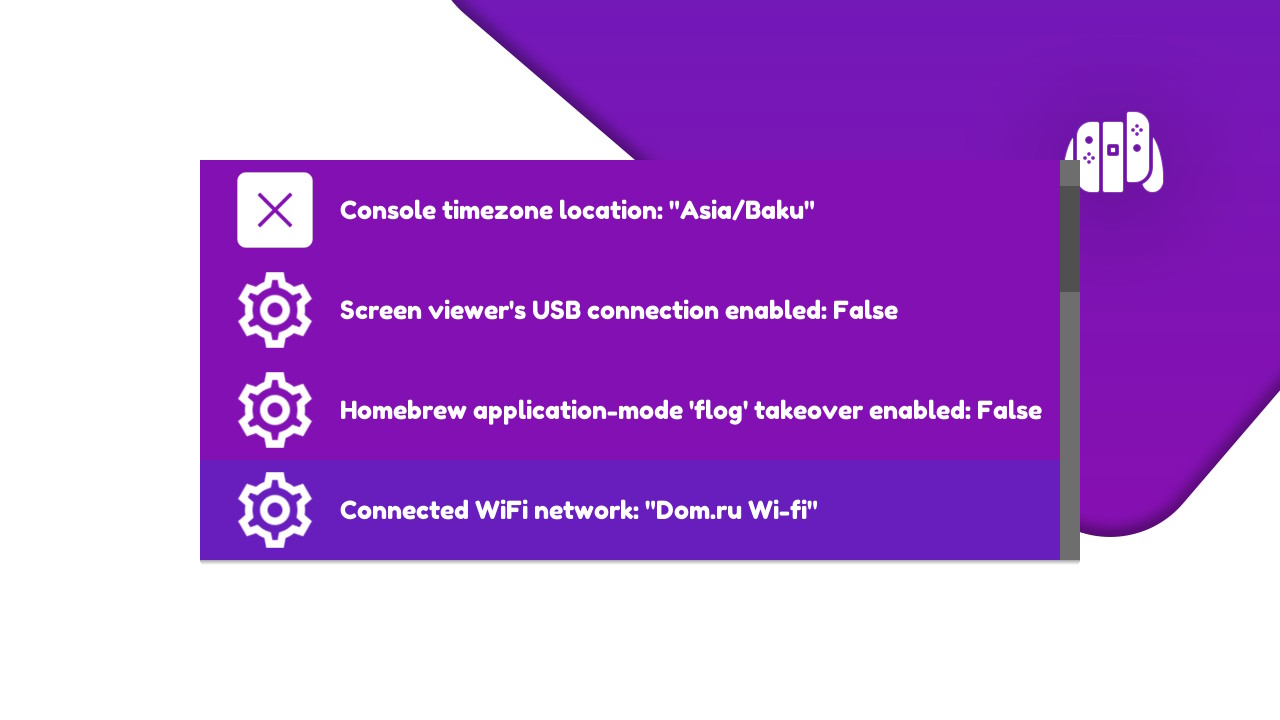 Console timezone location: "Asia/Baku"
Screen viewer's USB connection enabled: False
Homebrew application-mode 'flog' takeover enabled: False
Connected WiFi network: "Dom.ru Wi-fi"